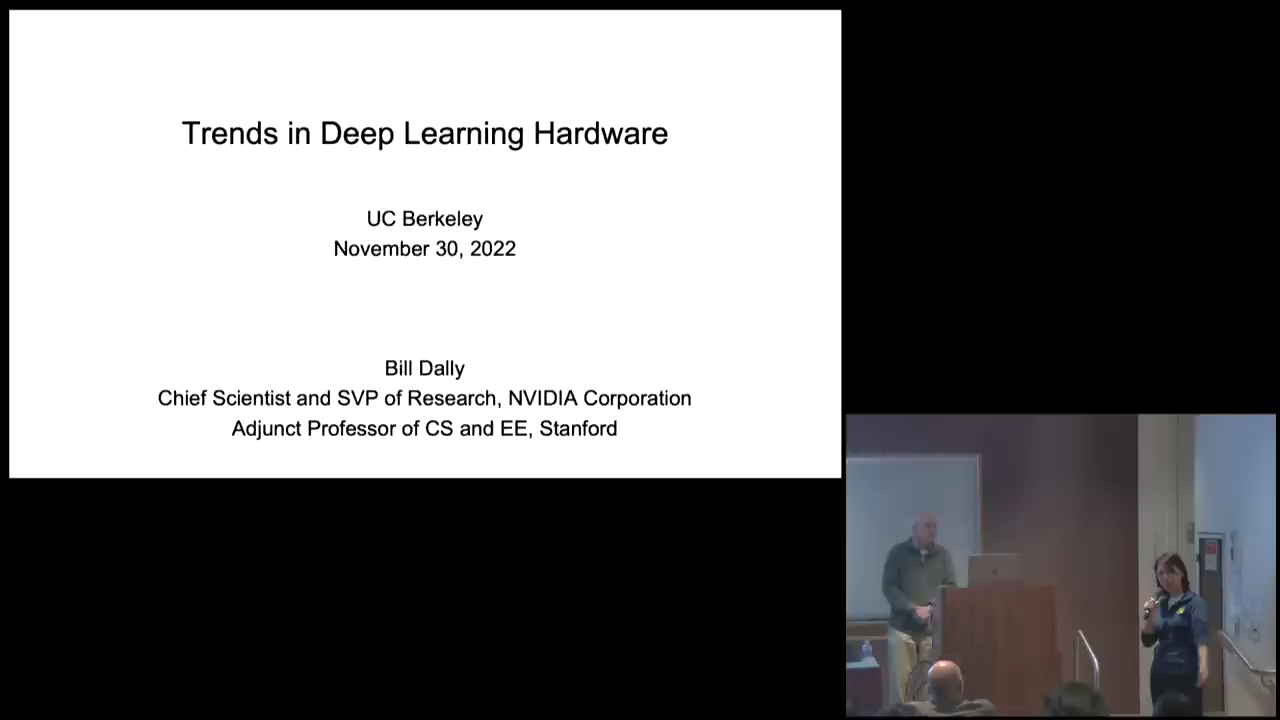 Trends in Deep Learning Hardware
UC Berkeley
November 30, 2022
Bill Dally
Chief Scientist and SVP of Research, NVIDIA Corporation
Adjunct Professor of CS and EE, Stanford